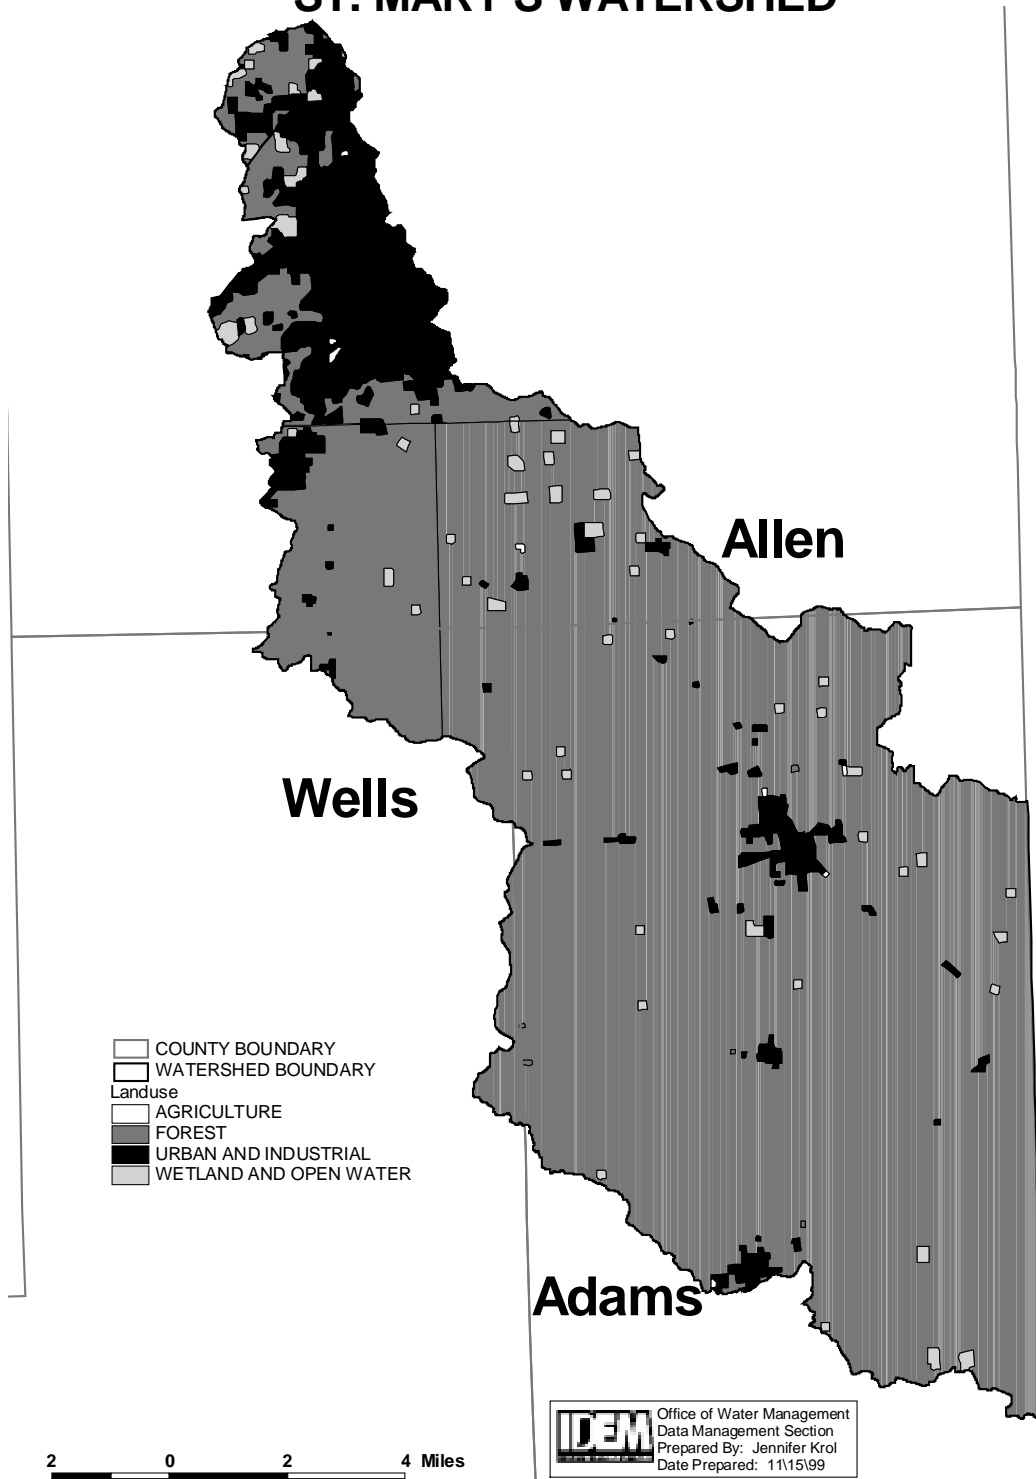 ST. MARY'S WATERSHED
Allen
Wells
COUNTY BOUNDARY
WATERSHED BOUNDARY
Landuse
AGRICULTURE
FOREST
URBAN AND INDUSTRIAL
WETLAND AND OPEN WATER
Adams
IDEM
Office of Water Management
Data Management Section
Prepared By: Jennifer Krol
Date Prepared: 11\15\99
2 0 2 4 Miles